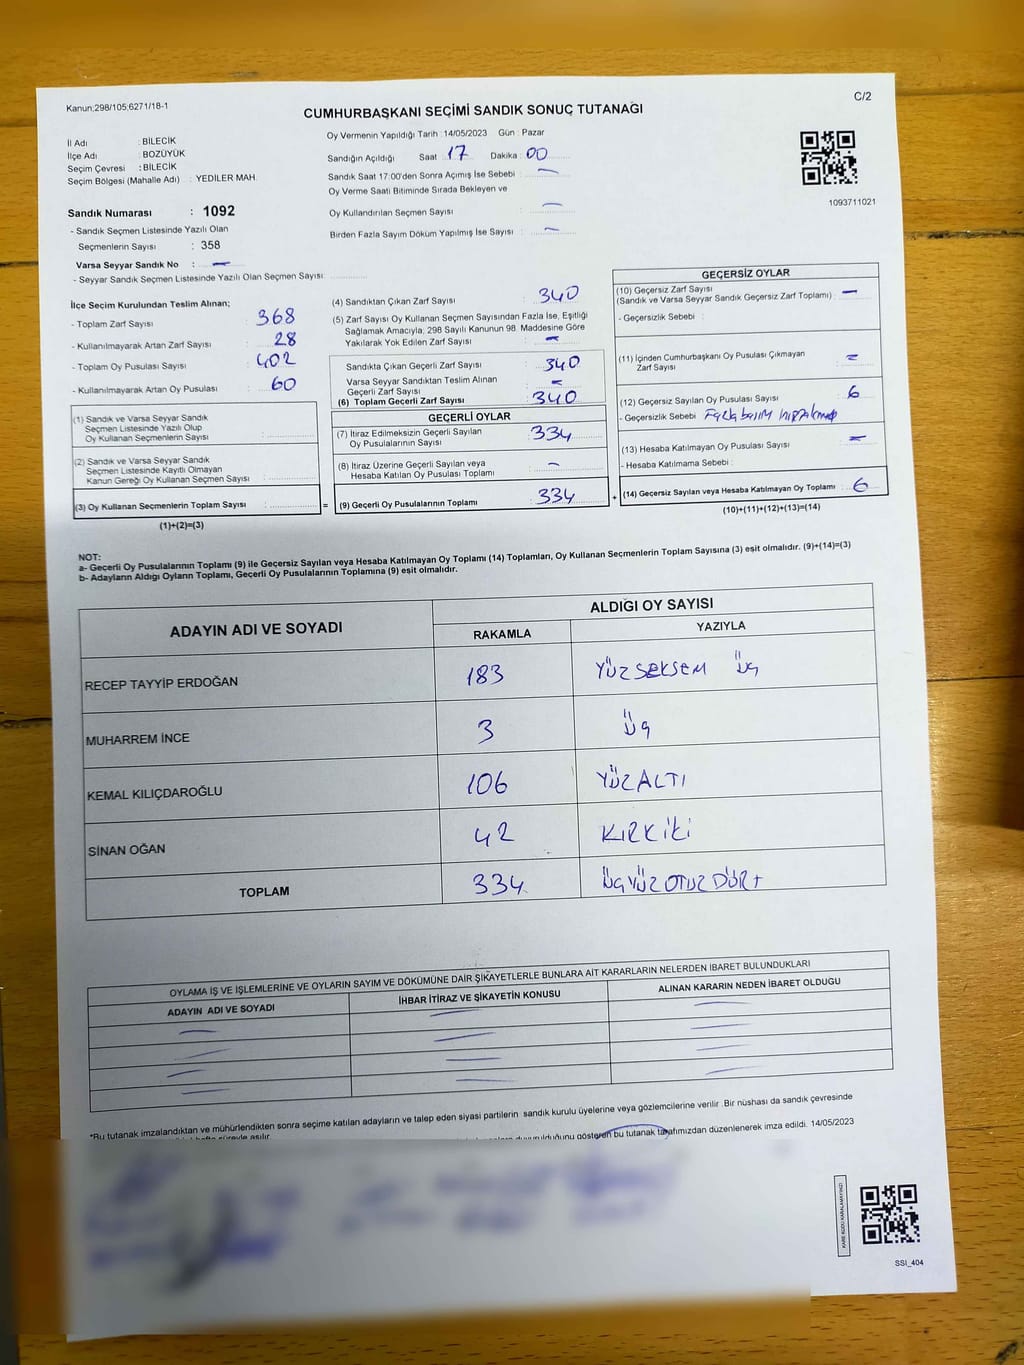 Kanun:298/105;6271/18-1
C/2
CUMHURBAŞKANI SEÇİMİ SANDIK SONUÇ TUTANAĞI
İl Adı : BİLECİK
İlçe Adı : BOZÜYÜK
Seçim Çevresi : BİLECİK
Seçim Bölgesi (Mahalle Adı) : YEDİLER MAH.
Oy Vermenin Yapıldığı Tarih : 14/05/2023 Gün : Pazar
Sandığın Açıldığı Saat : 17 Dakika : 00
Sandık Saat 17:00'den Sonra Açılmış İse Sebebi : —
Oy Verme Saati Bitiminde Sırada Bekleyen ve
Oy Kullandırılan Seçmen Sayısı : —
Birden Fazla Sayım Döküm Yapılmış İse Sayısı : —
1093711021
Sandık Numarası : 1092
- Sandık Seçmen Listesinde Yazılı Olan
Seçmenlerin Sayısı : 358
Varsa Seyyar Sandık No : —
- Seyyar Sandık Seçmen Listesinde Yazılı Olan Seçmen Sayısı :
İlçe Seçim Kurulundan Teslim Alınan;
- Toplam Zarf Sayısı : 368
- Kullanılmayarak Artan Zarf Sayısı : 28
- Toplam Oy Pusulası Sayısı : 402
- Kullanılmayarak Artan Oy Pusulası : 60
(1) Sandık ve Varsa Seyyar Sandık
Seçmen Listesinde Yazılı Olup
Oy Kullanan Seçmenlerin Sayısı :
(2) Sandık ve Varsa Seyyar Sandık
Seçmen Listesinde Kayıtlı Olmayan
Kanun Gereği Oy Kullanan Seçmen Sayısı :
(3) Oy Kullanan Seçmenlerin Toplam Sayısı :
(1)+(2)=(3)
(4) Sandıktan Çıkan Zarf Sayısı : 340
(5) Zarf Sayısı Oy Kullanan Seçmen Sayısından Fazla İse, Eşitliği
Sağlamak Amacıyla; 298 Sayılı Kanunun 98. Maddesine Göre
Yakılarak Yok Edilen Zarf Sayısı : —
Sandıkta Çıkan Geçerli Zarf Sayısı : 340
Varsa Seyyar Sandıktan Teslim Alınan
Geçerli Zarf Sayısı : —
(6) Toplam Geçerli Zarf Sayısı : 340
GEÇERLİ OYLAR
(7) İtiraz Edilmeksizin Geçerli Sayılan
Oy Pusulalarının Sayısı : 334
(8) İtiraz Üzerine Geçerli Sayılan veya
Hesaba Katılan Oy Pusulası Toplamı : —
= (9) Geçerli Oy Pusulalarının Toplamı : 334
GEÇERSİZ OYLAR
(10) Geçersiz Zarf Sayısı
(Sandık ve Varsa Seyyar Sandık Geçersiz Zarf Toplamı) : —
- Geçersizlik Sebebi :
(11) İçinden Cumhurbaşkanı Oy Pusulası Çıkmayan
Zarf Sayısı : —
(12) Geçersiz Sayılan Oy Pusulası Sayısı : 6
- Geçersizlik Sebebi : Fazla basım
(13) Hesaba Katılmayan Oy Pusulası Sayısı : —
- Hesaba Katılmama Sebebi :
+ (14) Geçersiz Sayılan veya Hesaba Katılmayan Oy Toplamı : 6
(10)+(11)+(12)+(13)=(14)
NOT:
a- Geçerli Oy Pusulalarının Toplamı (9) ile Geçersiz Sayılan veya Hesaba Katılmayan Oy Toplamı (14) Toplamları, Oy Kullanan Seçmenlerin Toplam Sayısına (3) eşit olmalıdır. (9)+(14)=(3)
b- Adayların Aldığı Oyların Toplamı, Geçerli Oy Pusulalarının Toplamına (9) eşit olmalıdır.
ADAYIN ADI VE SOYADI
ALDIĞI OY SAYISI
RAKAMLA YAZIYLA
RECEP TAYYİP ERDOĞAN 183 YÜZ SEKSEM ÜÇ
MUHARREM İNCE 3 ÜÇ
KEMAL KILIÇDAROĞLU 106 YÜZALTI
SİNAN OĞAN 42 KIRKİKİ
TOPLAM 334 ÜÇYÜZ OTUZ DÖRT
OYLAMA İŞ VE İŞLEMLERİNE VE OYLARIN SAYIM VE DÖKÜMÜNE DAİR ŞİKAYETLERLE BUNLARA AİT KARARLARIN NELERDEN İBARET BULUNDUKLARI
ADAYIN ADI VE SOYADI İHBAR İTİRAZ VE ŞİKAYETİN KONUSU ALINAN KARARIN NEDEN İBARET OLDUĞU
*Bu tutanak imzalandıktan ve mühürlendikten sonra seçime katılan adayların ve talep eden siyasi partilerin sandık kurulu üyelerine veya gözlemcilerine verilir .Bir nüshası da sandık çevresinde
süreyle asılır.
gösteren bu tutanak tarafımızdan düzenlenerek imza edildi. 14/05/2023
KARE KODU KARALAMAYINIZ!
SSI_404